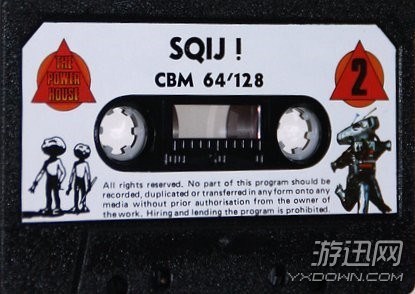 SQIJ !
CBM 64/128
THE
POWER
HOUSE
2
All rights reserved. No part of this program should be
recorded, duplicated or transferred in any form onto any
media without prior authorisation from the owner of
the work. Hiring and lending the program is prohibited.
游迅网
YXDOWN.COM